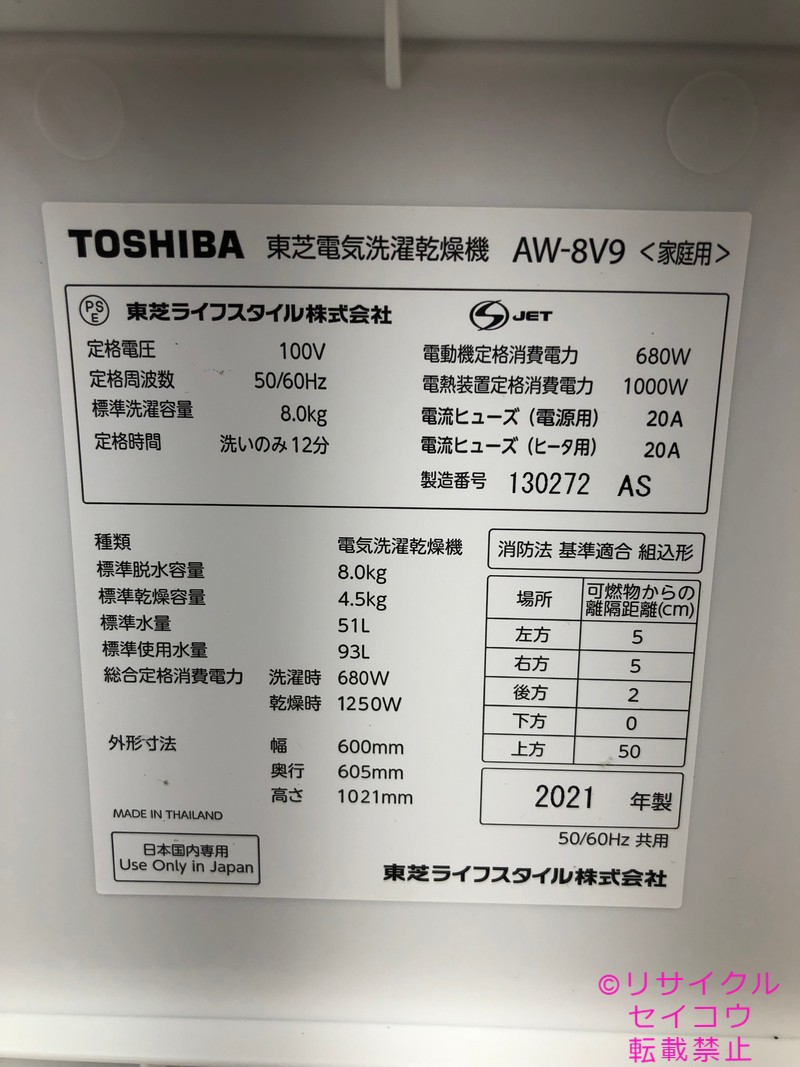 TOSHIBA 東芝電気洗濯乾燥機 AW-8V9 <家庭用>
PSE 東芝ライフスタイル株式会社 S JET
定格電圧 100V
定格周波数 50/60Hz
標準洗濯容量 8.0kg
定格時間 洗いのみ12分
電動機定格消費電力 680W
電熱装置定格消費電力 1000W
電流ヒューズ(電源用) 20A
電流ヒューズ(ヒータ用) 20A
製造番号 130272 AS
種類 電気洗濯乾燥機
標準脱水容量 8.0kg
標準乾燥容量 4.5kg
標準水量 51L
標準使用水量 93L
総合定格消費電力 洗濯時 680W
乾燥時 1250W
外形寸法 幅 600mm
奥行 605mm
高さ 1021mm
MADE IN THAILAND
日本国内専用
Use Only in Japan
消防法 基準適合 組込形
場所 可燃物からの
離隔距離(cm)
左方 5
右方 5
後方 2
下方 0
上方 50
2021 年製
50/60Hz 共用
東芝ライフスタイル株式会社
©リサイクル
セイコウ
転載禁止